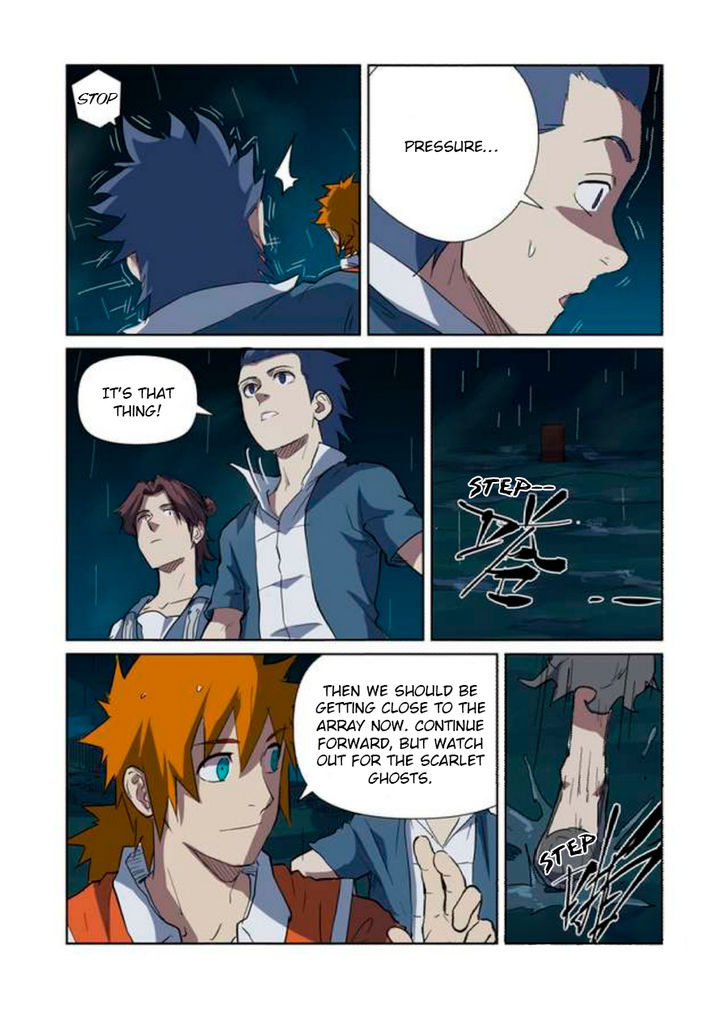 STOP
PRESSURE...
IT'S THAT
THING!
STEP--
嗒
THEN WE SHOULD BE
GETTING CLOSE TO THE
ARRAY NOW. CONTINUE
FORWARD, BUT WATCH
OUT FOR THE SCARLET
GHOSTS.
STEP